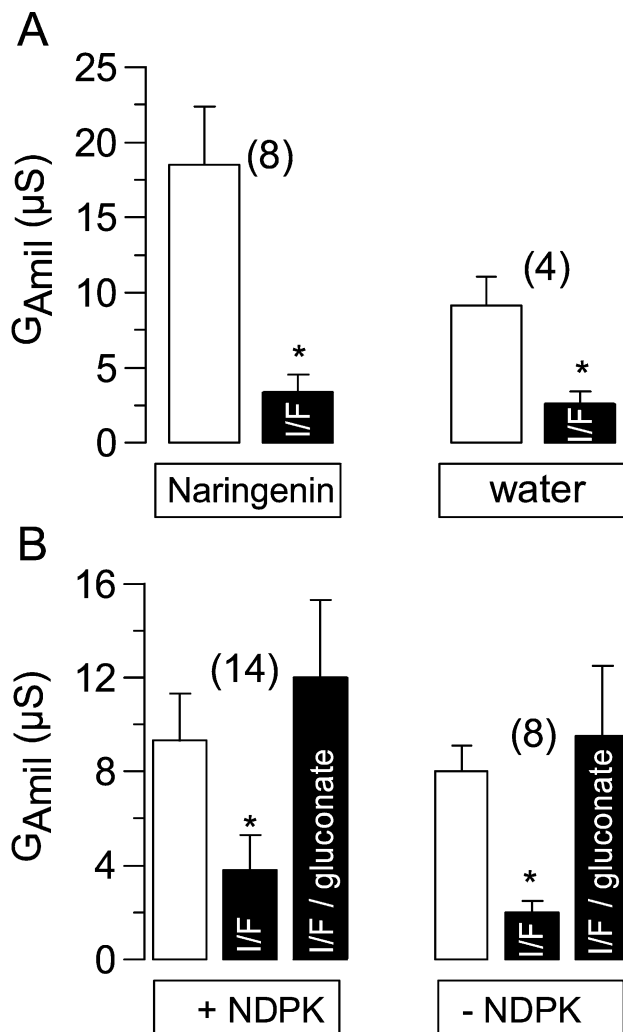 A
25
20
15
10
5
0
GAmil (µS)
(8)
(4)
*
*
I/F
I/F
Naringenin
water
B
16
12
8
4
0
GAmil (µS)
(14)
(8)
*
*
I/F
I/F / gluconate
I/F
I/F / gluconate
+ NDPK
- NDPK